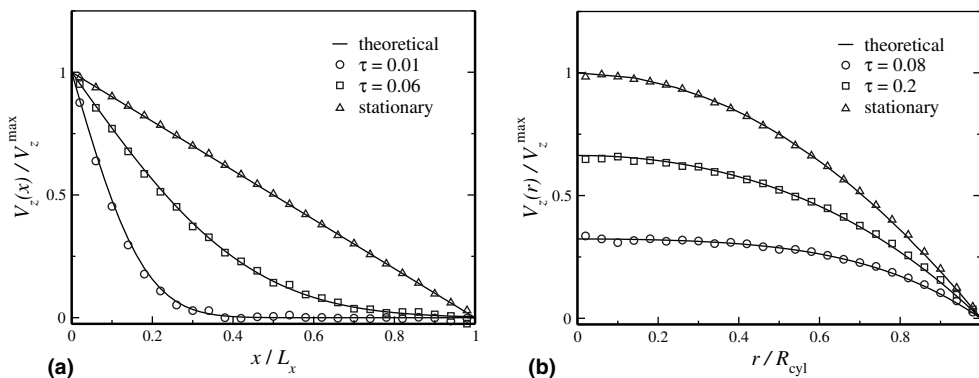 theoretical
τ = 0.01
τ = 0.06
stationary
1
0.5
0
V_z(x) / V_z^max
0 0.2 0.4 0.6 0.8 1
x / L_x
(a)
theoretical
τ = 0.08
τ = 0.2
stationary
1
0.5
0
V_z(r) / V_z^max
0 0.2 0.4 0.6 0.8
r / R_cyl
(b)